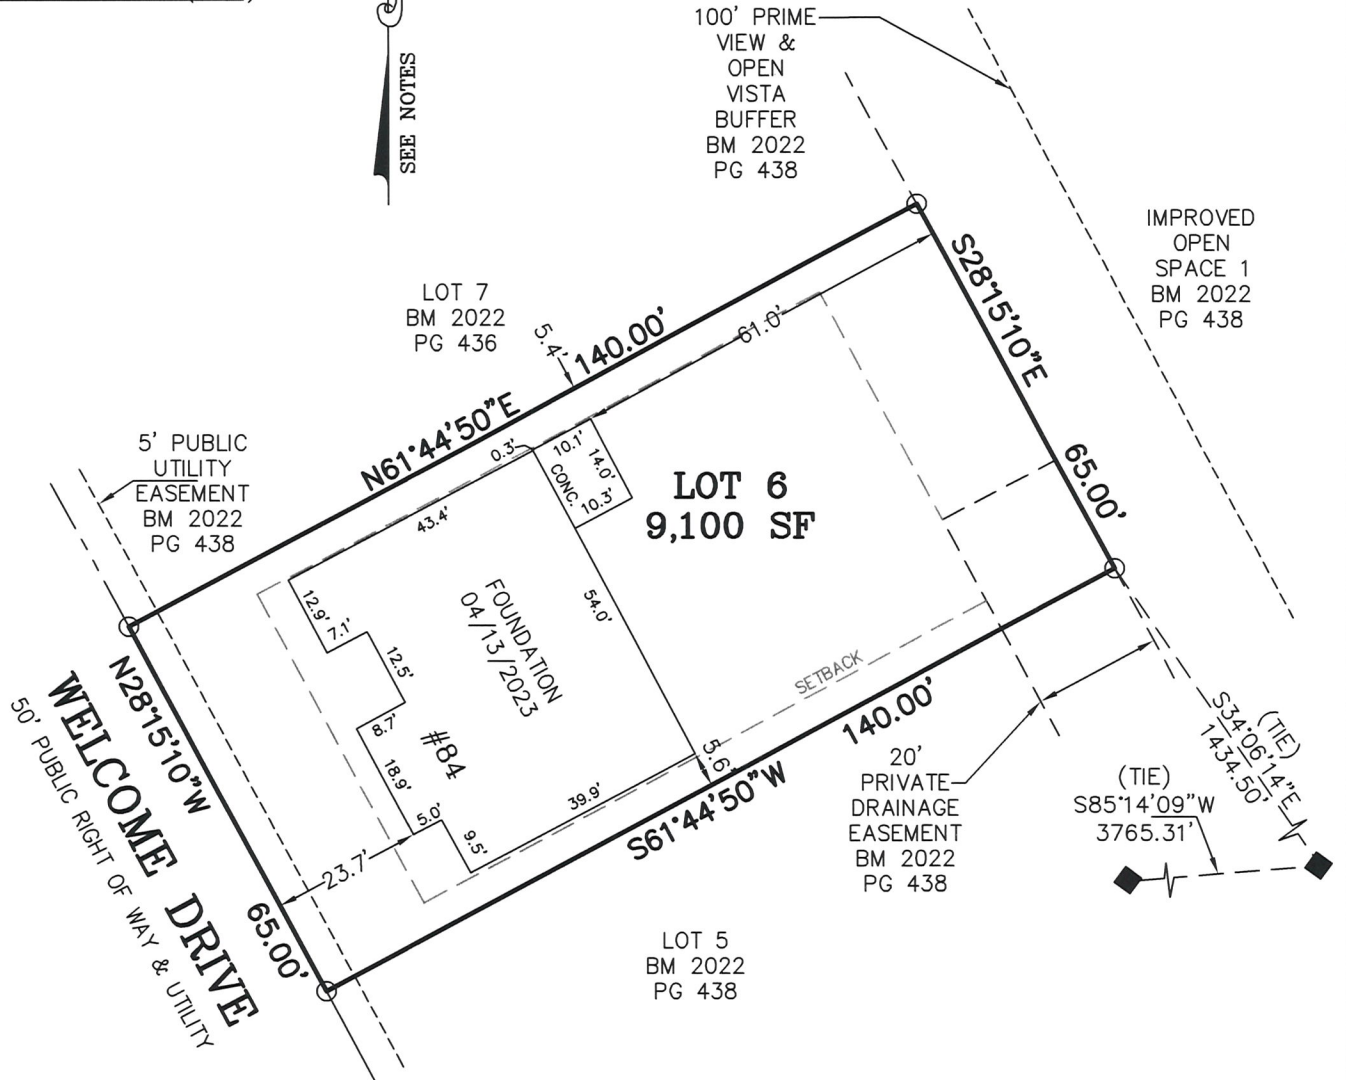 SEE NOTES
100' PRIME
VIEW &
OPEN
VISTA
BUFFER
BM 2022
PG 438
IMPROVED
OPEN
SPACE 1
BM 2022
PG 438
LOT 7
BM 2022
PG 436
5.4'
140.00'
N61°44'50"E
61.0'
S28°15'10"E
65.00'
5' PUBLIC
UTILITY
EASEMENT
BM 2022
PG 438
0.3'
10.1'
14.0'
CONC.
10.3'
43.4'
LOT 6
9,100 SF
12.9'
7.1'
12.5'
8.7'
18.9'
5.0'
9.5'
39.9'
54.0'
5.6'
FOUNDATION
04/13/2023
#84
23.7'
SETBACK
140.00'
S61°44'50"W
N28°15'10"W
65.00'
WELCOME DRIVE
50' PUBLIC RIGHT OF WAY & UTILITY
20'
PRIVATE
DRAINAGE
EASEMENT
BM 2022
PG 438
(TIE)
S34°06'14"E
1434.50'
(TIE)
S85°14'09"W
3765.31'
LOT 5
BM 2022
PG 438